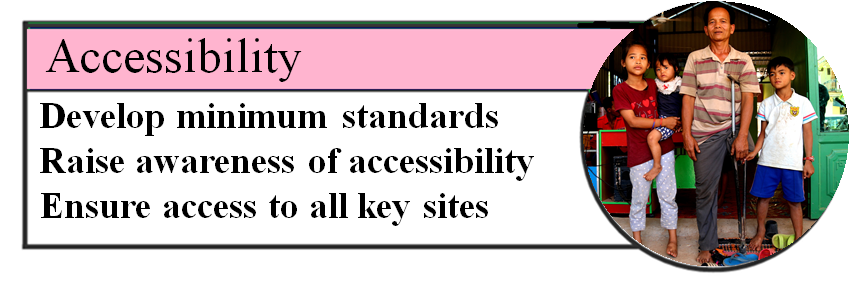 Accessibility
Develop minimum standards
Raise awareness of accessibility
Ensure access to all key sites